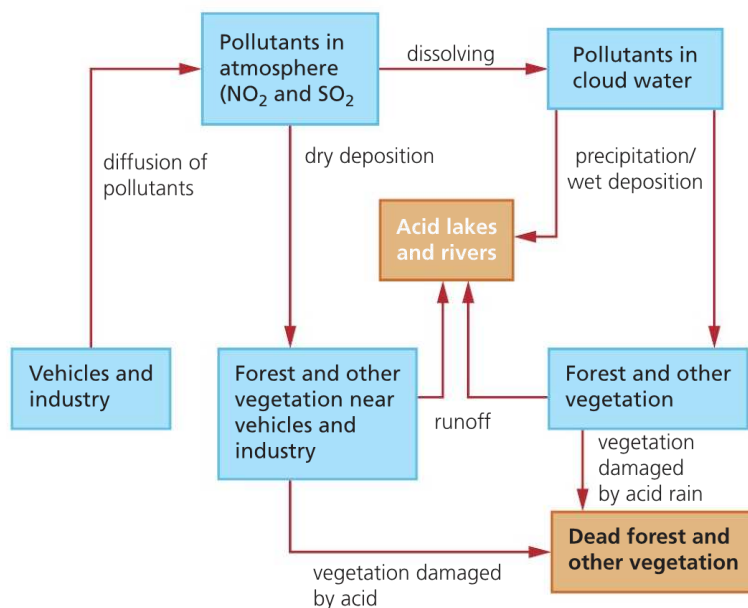 Pollutants in
atmosphere
(NO₂ and SO₂
dissolving
Pollutants in
cloud water
diffusion of
pollutants
dry deposition
precipitation/
wet deposition
Acid lakes
and rivers
Vehicles and
industry
Forest and other
vegetation near
vehicles and
industry
runoff
Forest and other
vegetation
vegetation
damaged
by acid rain
Dead forest and
other vegetation
vegetation damaged
by acid